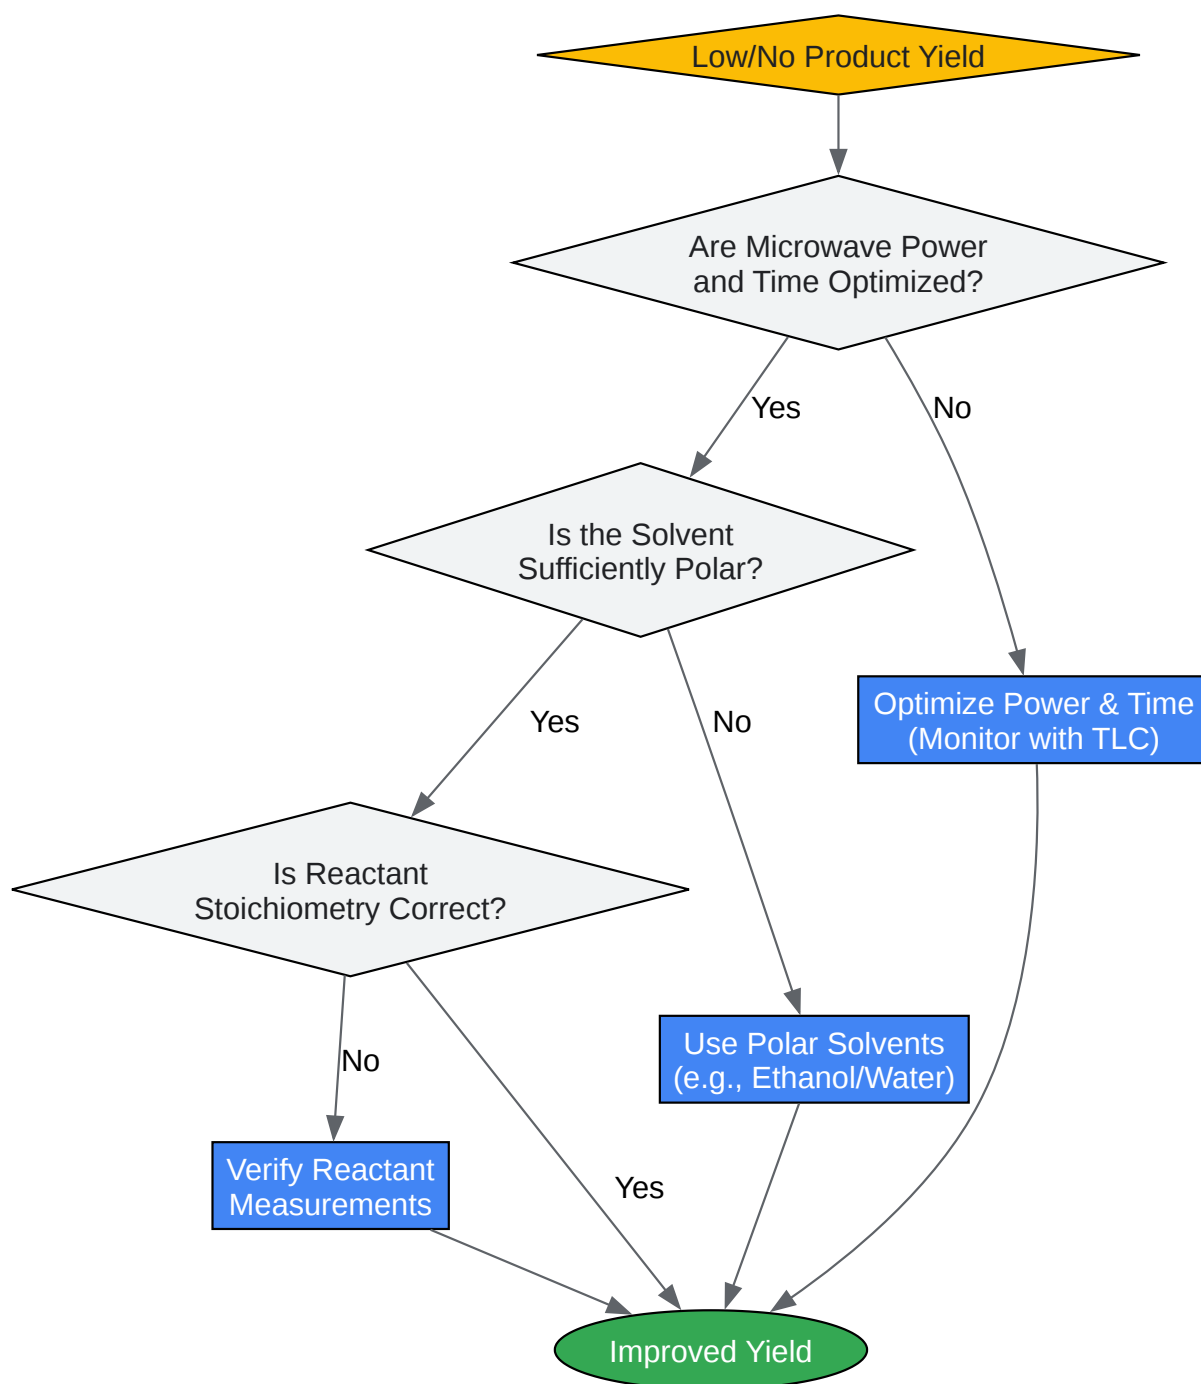 Low/No Product Yield
Are Microwave Power
and Time Optimized?
Yes
No
Is the Solvent
Sufficiently Polar?
Optimize Power & Time
(Monitor with TLC)
Yes
No
Is Reactant
Stoichiometry Correct?
Use Polar Solvents
(e.g., Ethanol/Water)
No
Verify Reactant
Measurements
Yes
Improved Yield